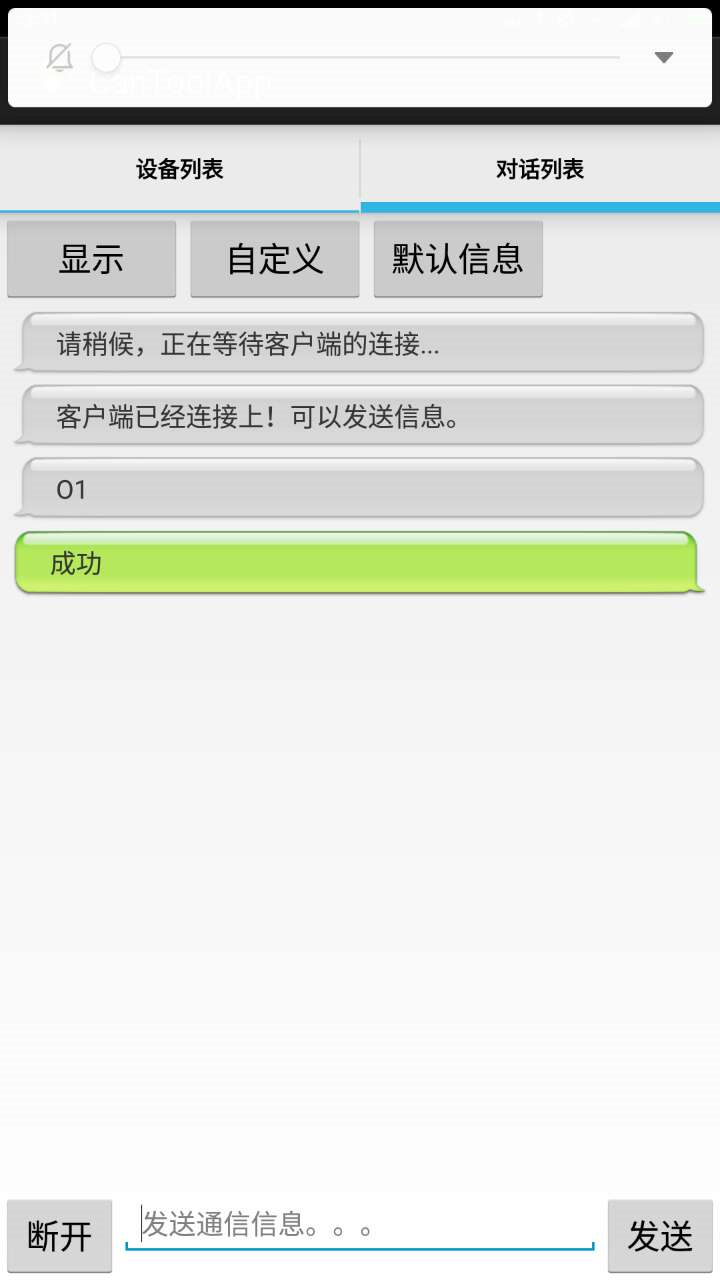 设备列表
对话列表
显示
自定义
默认信息
请稍候，正在等待客户端的连接...
客户端已经连接上！可以发送信息。
O1
成功
断开
发送通信信息。。。
发送